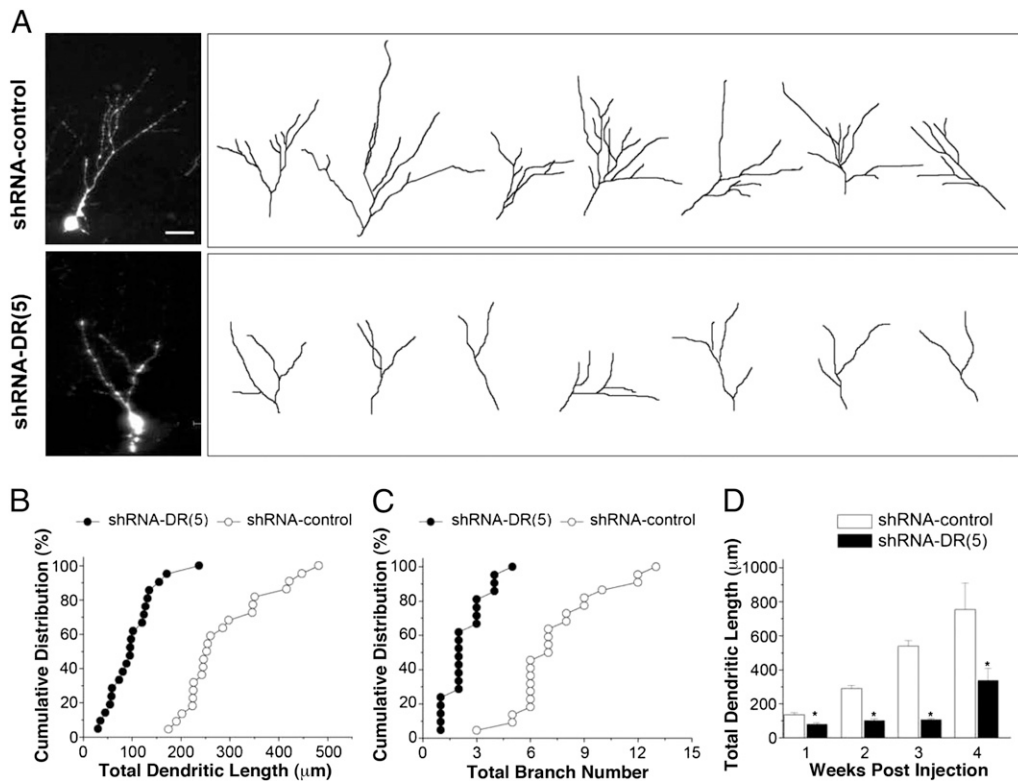 A
shRNA-control
shRNA-DR(5)
B
shRNA-DR(5) shRNA-control
Cumulative Distribution (%)
100
80
60
40
20
0
0 100 200 300 400 500
Total Dendritic Length (μm)
C
shRNA-DR(5) shRNA-control
Cumulative Distribution (%)
100
80
60
40
20
0
0 3 6 9 12 15
Total Branch Number
D
shRNA-control
shRNA-DR(5)
Total Dendritic Length (μm)
1000
800
600
400
200
0
* * * *
1 2 3 4
Weeks Post Injection